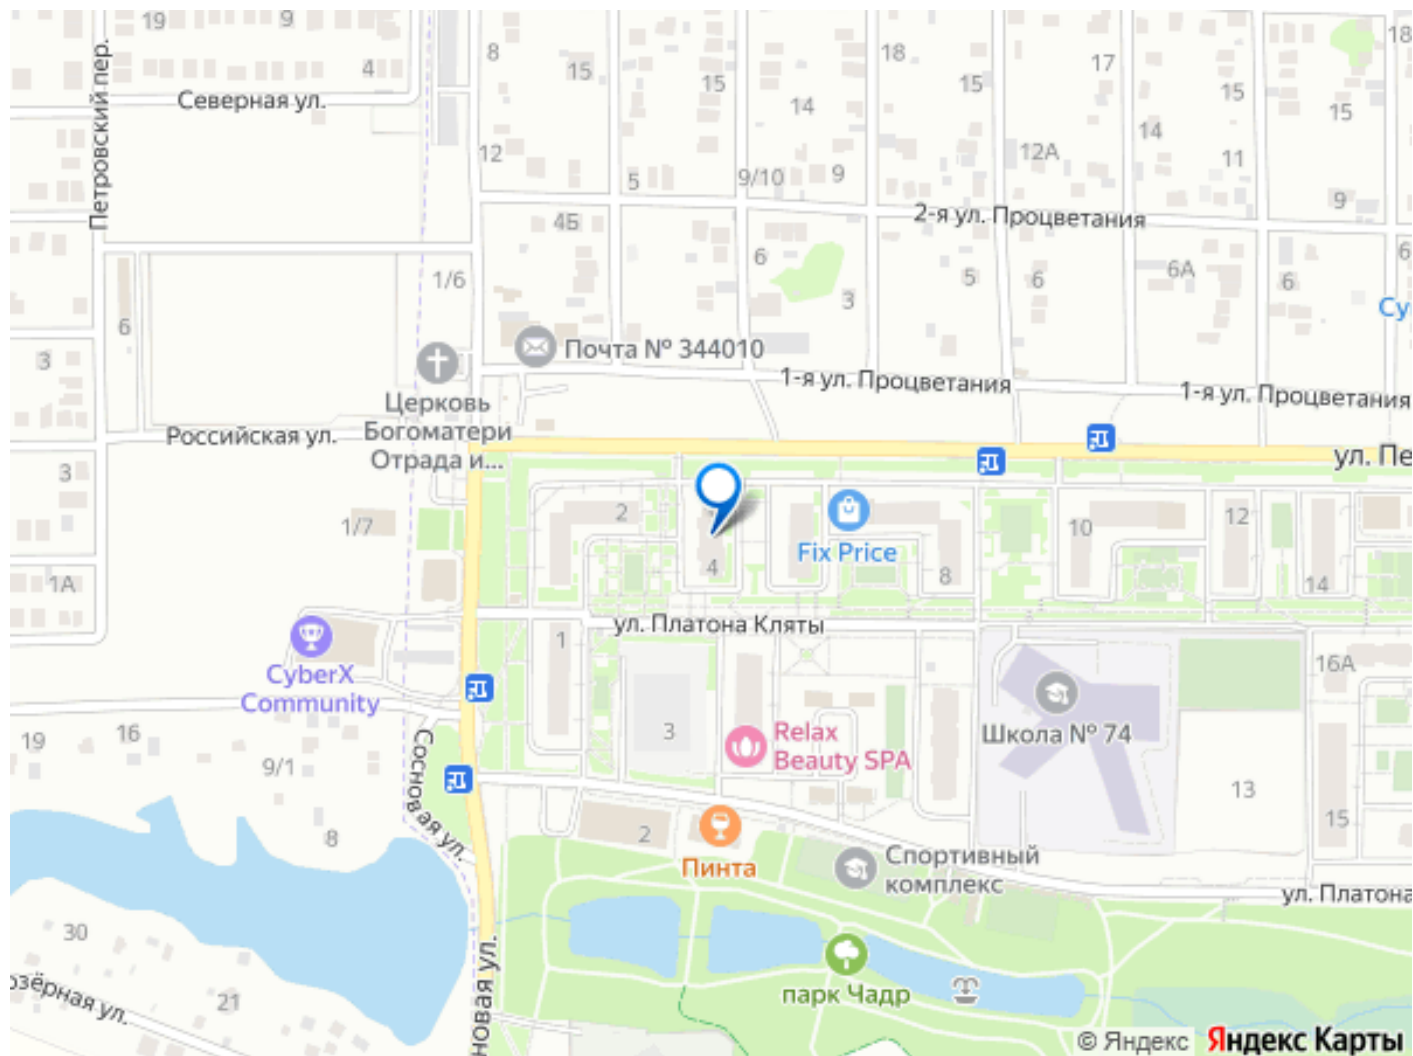 19
9
Петровский пер.
4
Северная ул.
8
15
15
14
18
15
17
15
15
18
12
5
9/10
9
12А
14
11
9
4Б
2-я ул. Процветания
1/6
6
3
5
6
6А
6
6
6
3
Почта № 344010
1-я ул. Процветания
1-я ул. Процветания
Су
Церковь
Богоматери
Отрада и...
Российская ул.
ул. Пе
3
1/7
2
4
Fix Price
8
10
12
14
1А
ул. Платона Кляты
1
CyberX
Community
16А
Школа № 74
3
Relax
Beauty SPA
19
16
9/1
Сосновая ул.
8
13
15
2
Пинта
Спортивный
комплекс
ул. Платона
30
21
озёрная ул.
новая ул.
парк Чадр
© Яндекс Яндекс Карты